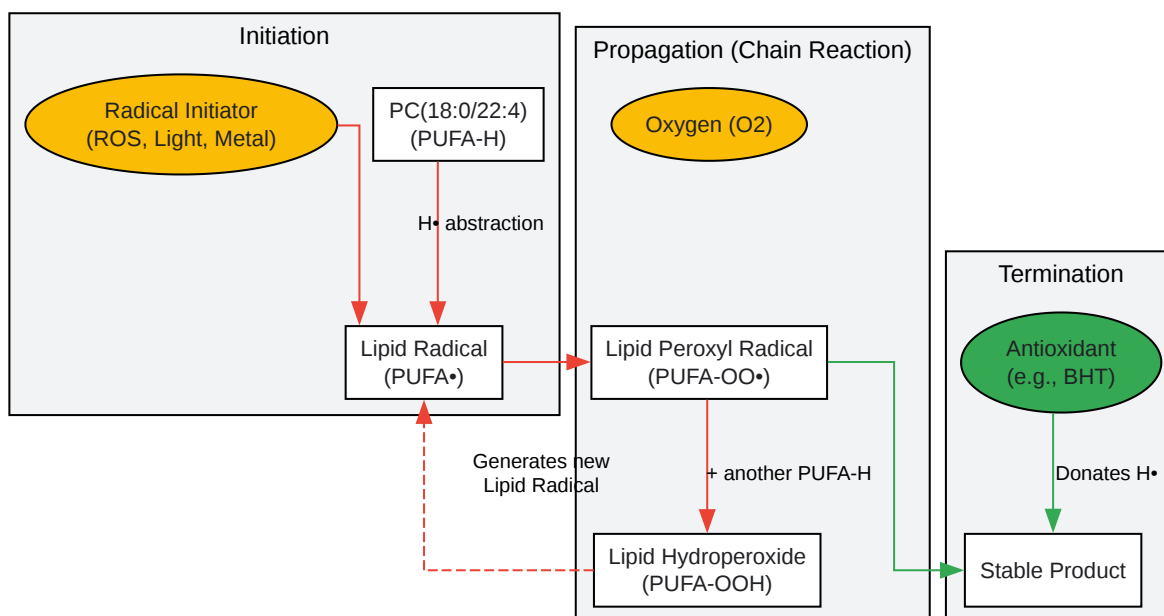 Initiation
Radical Initiator
(ROS, Light, Metal)
PC(18:0/22:4)
(PUFA-H)
H• abstraction
Lipid Radical
(PUFA•)
Generates new
Lipid Radical
Propagation (Chain Reaction)
Oxygen (O2)
Lipid Peroxyl Radical
(PUFA-OO•)
+ another PUFA-H
Lipid Hydroperoxide
(PUFA-OOH)
Termination
Antioxidant
(e.g., BHT)
Donates H•
Stable Product